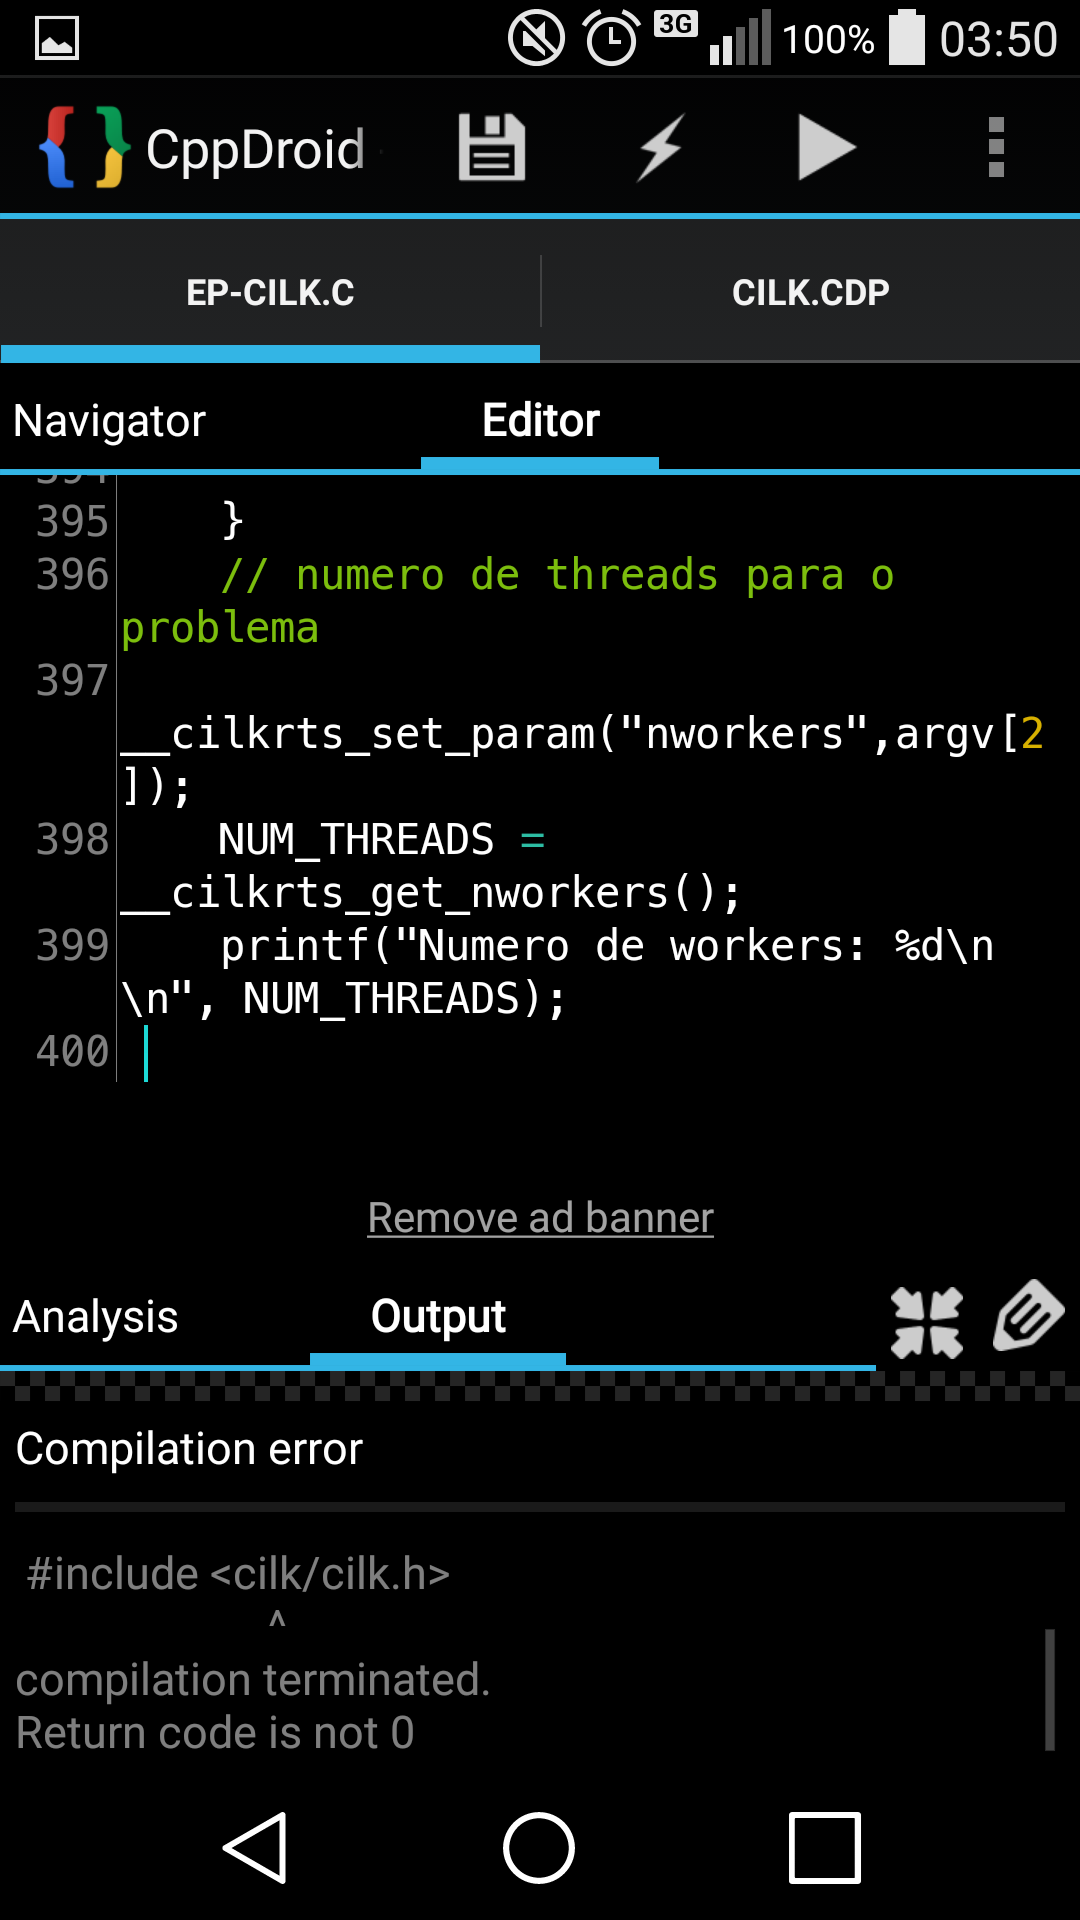 3G 100% 03:50
CppDroid
EP-CILK.C CILK.CDP
Navigator Editor
394
395 }
396 // numero de threads para o
problema
397
__cilkrts_set_param("nworkers",argv[2
]);
398 NUM_THREADS =
__cilkrts_get_nworkers();
399 printf("Numero de workers: %d\n
\n", NUM_THREADS);
400
Remove ad banner
Analysis Output
Compilation error
#include <cilk/cilk.h>
^
compilation terminated.
Return code is not 0